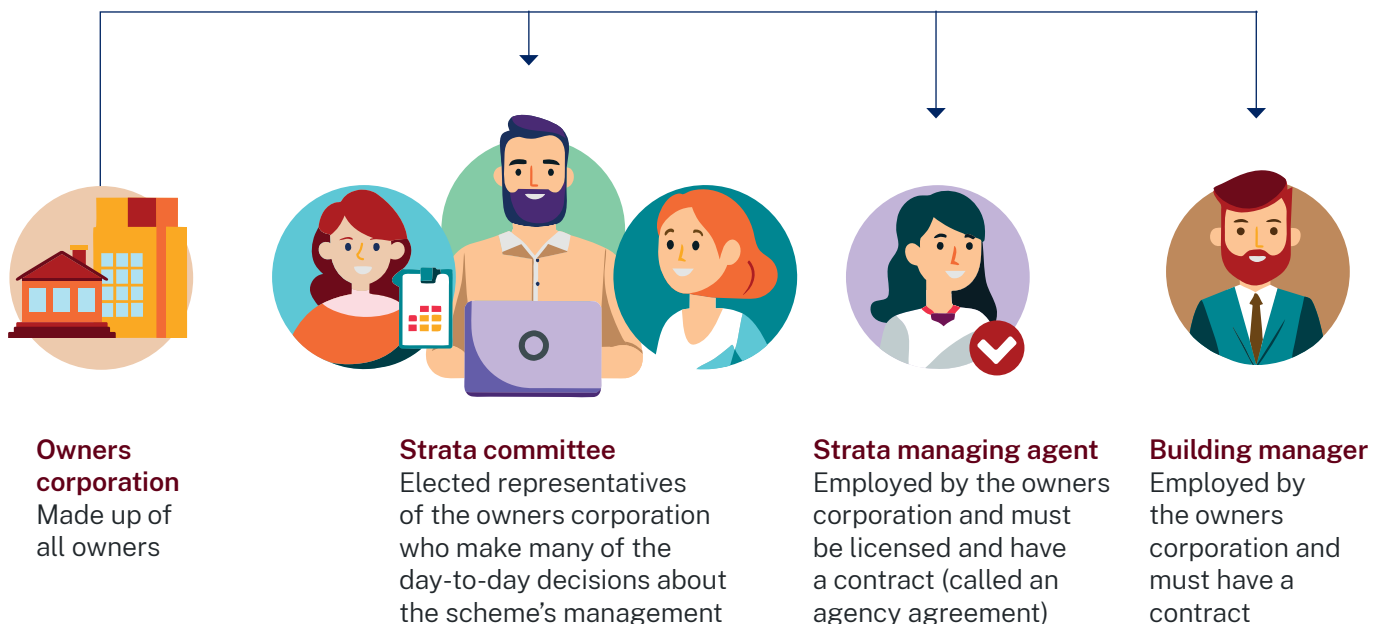 Owners
corporation
Made up of
all owners
Strata committee
Elected representatives
of the owners corporation
who make many of the
day-to-day decisions about
the scheme's management
Strata managing agent
Employed by the owners
corporation and must
be licensed and have
a contract (called an
agency agreement)
Building manager
Employed by
the owners
corporation and
must have a
contract